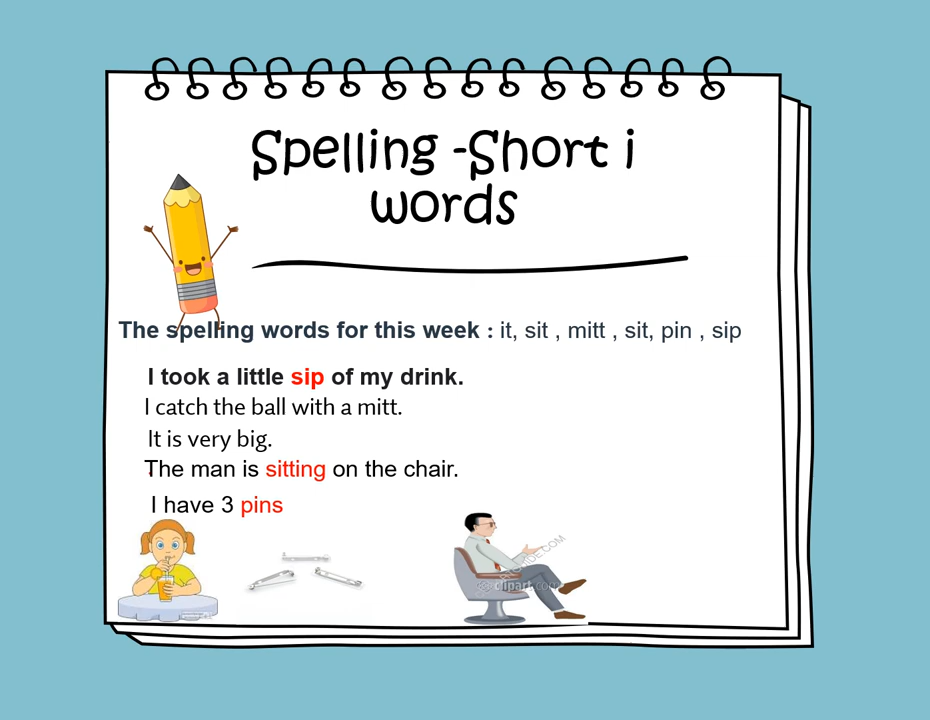 Spelling -Short i
words
The spelling words for this week : it, sit , mitt , sit, pin , sip
I took a little sip of my drink.
I catch the ball with a mitt.
It is very big.
The man is sitting on the chair.
I have 3 pins
clipart.com